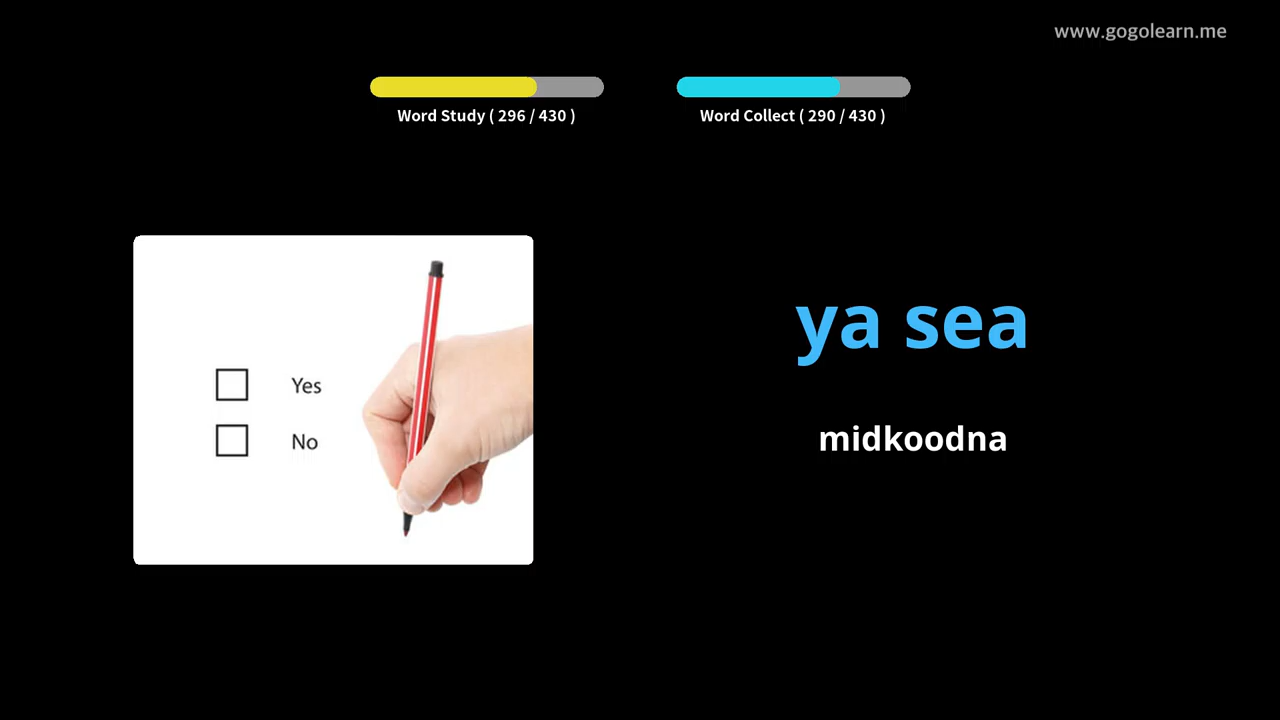 www.gogolearn.me
Word Study ( 296 / 430 )
Word Collect ( 290 / 430 )
Yes
No
ya sea
midkoodna